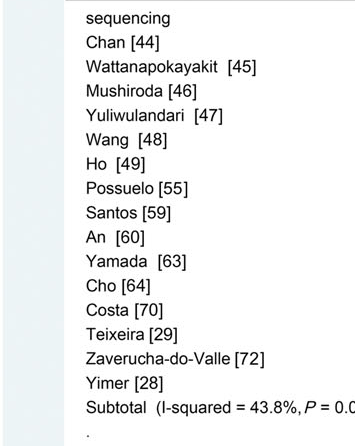 sequencing
Chan [44]
Wattanapokayakit [45]
Mushiroda [46]
Yuliwulandari [47]
Wang [48]
Ho [49]
Possuelo [55]
Santos [59]
An [60]
Yamada [63]
Cho [64]
Costa [70]
Teixeira [29]
Zaverucha-do-Valle [72]
Yimer [28]
Subtotal (I-squared = 43.8%, P = 0.0
.